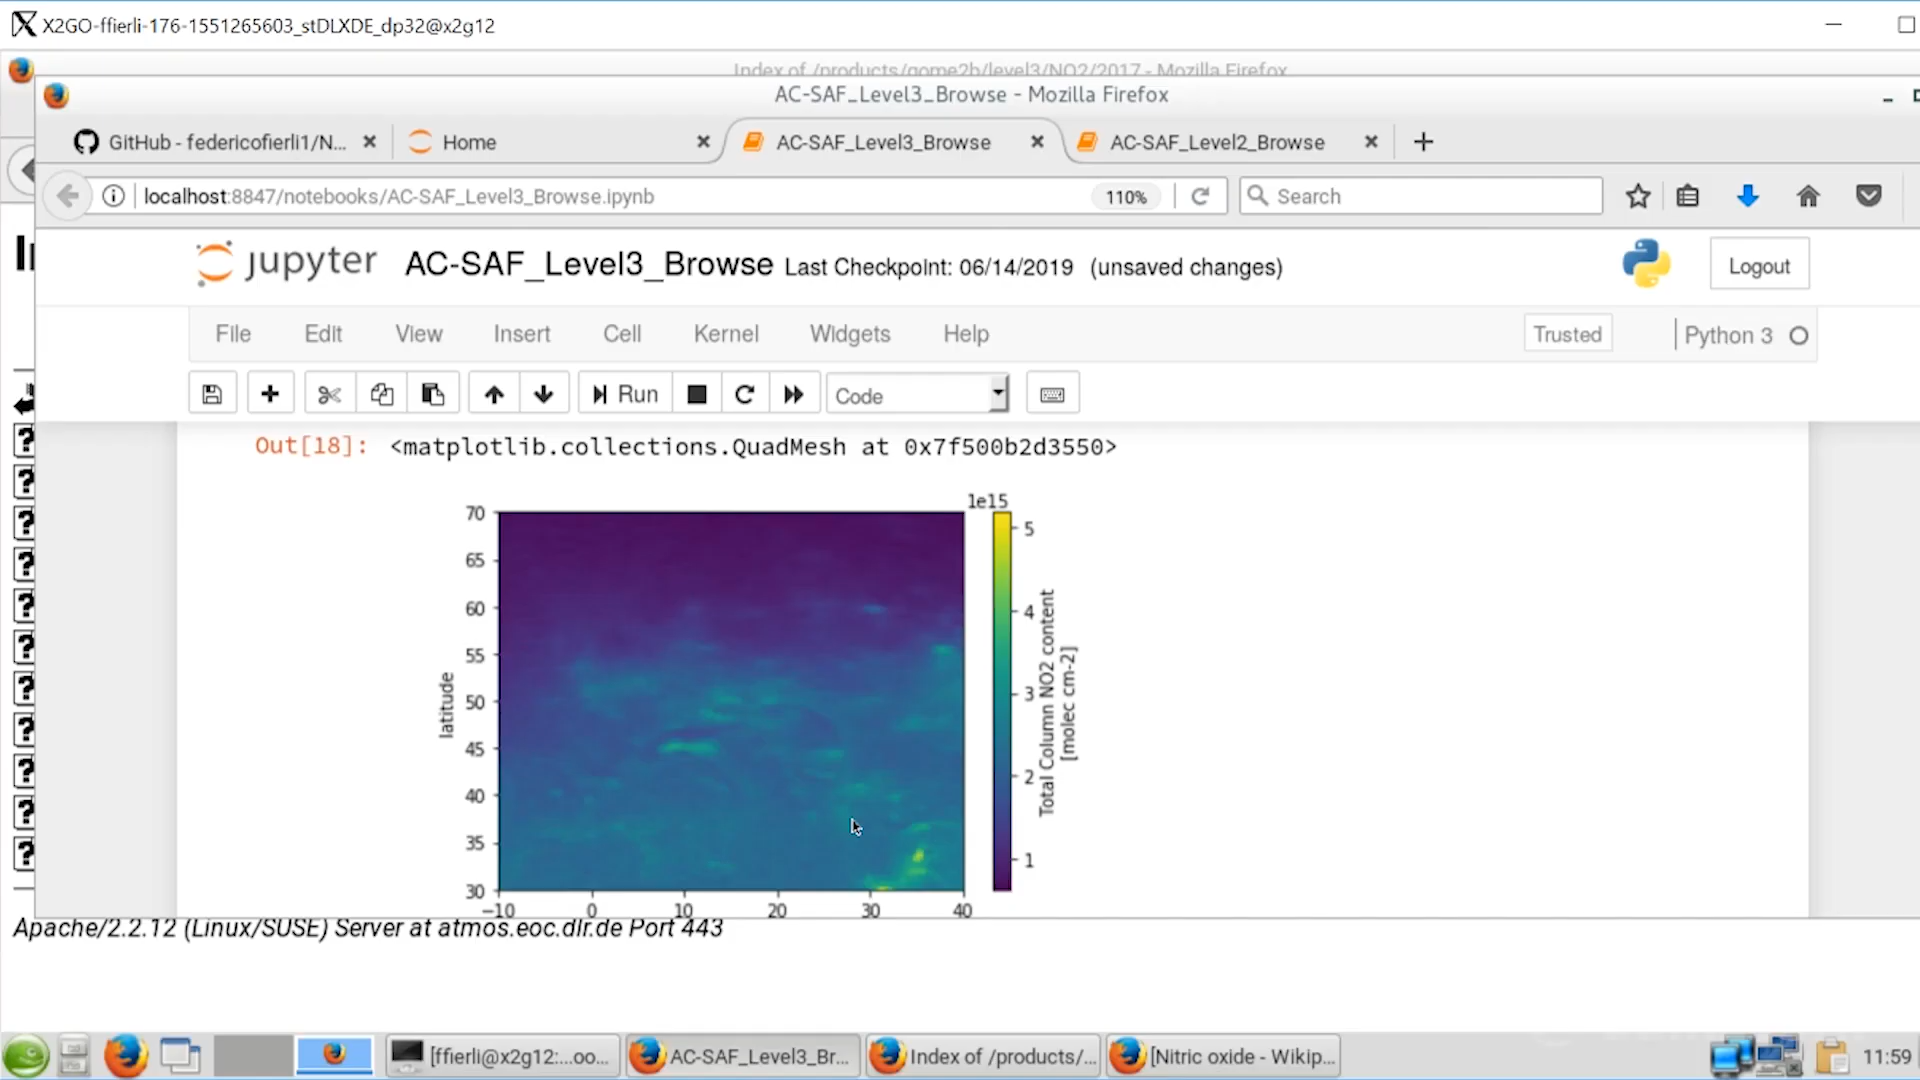 X2GO-ffierli-176-1551265603_stDLXDE_dp32@x2g12
Index of /products/gome2b/level3/NO2/2017 - Mozilla Firefox
AC-SAF_Level3_Browse - Mozilla Firefox
GitHub - federicofierli1/N...
Home
AC-SAF_Level3_Browse
AC-SAF_Level2_Browse
localhost:8847/notebooks/AC-SAF_Level3_Browse.ipynb
110%
Search
jupyter AC-SAF_Level3_Browse Last Checkpoint: 06/14/2019 (unsaved changes)
Logout
File Edit View Insert Cell Kernel Widgets Help
Trusted
Python 3
Run
Code
Out[18]: <matplotlib.collections.QuadMesh at 0x7f500b2d3550>
1e15
70
65
60
55
50
45
40
35
30
latitude
−10 0 10 20 30 40
5
4
3
2
1
Total Column NO2 content
[molec cm-2]
Apache/2.2.12 (Linux/SUSE) Server at atmos.eoc.dlr.de Port 443
[ffierli@x2g12:...oo...
AC-SAF_Level3_Br...
Index of /products/...
[Nitric oxide - Wikip...
11:59